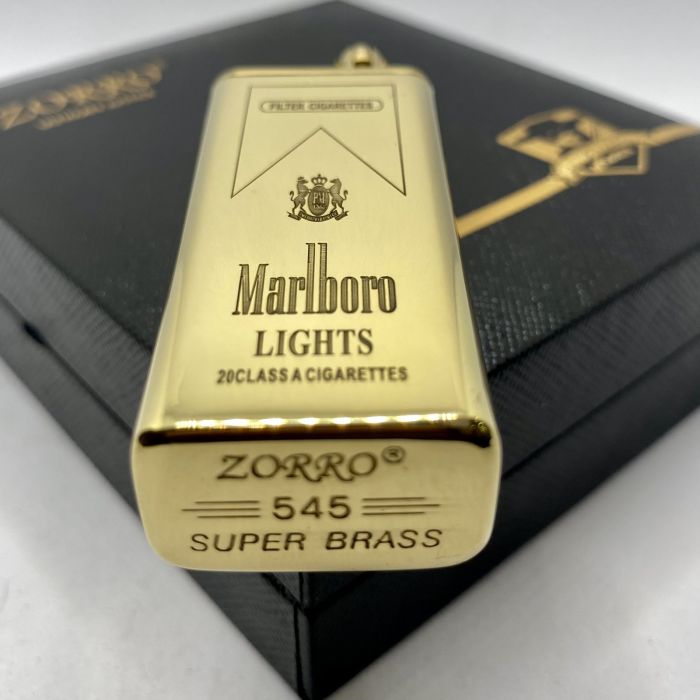 ZORRO
FILTER CIGARETTES
Marlboro
LIGHTS
20CLASS A CIGARETTES
ZORRO®
545
SUPER BRASS